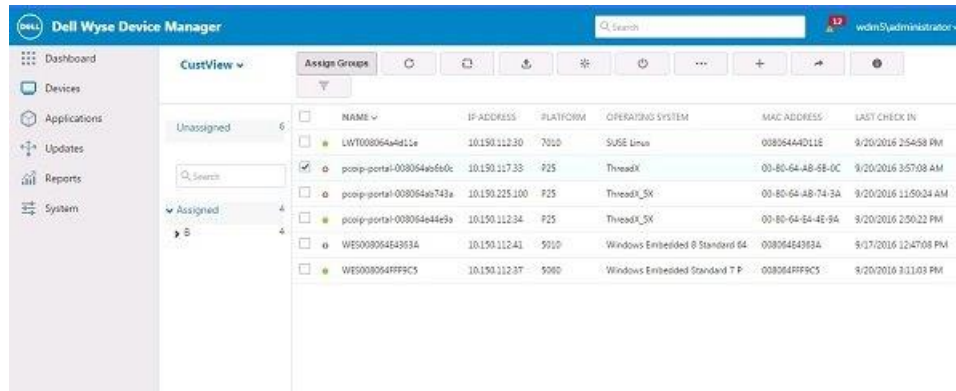 DELL Dell Wyse Device Manager Search 12 wdm5\administrator
Dashboard
Devices
Applications
Updates
Reports
System
CustView
Unassigned 6
Search
Assigned 4
B 4
Assign Groups
NAME IP ADDRESS PLATFORM OPERATING SYSTEM MAC ADDRESS LAST CHECK IN
LWT008064a4d11e 10.150.112.30 7010 SUSE Linux 008064A4D11E 9/20/2016 2:54:58 PM
pcoip-portal-008064ab6b0c 10.150.117.33 P25 ThreadX 00-80-64-AB-6B-0C 9/20/2016 3:57:08 AM
pcoip-portal-008064ab743a 10.150.225.100 P25 ThreadX_5X 00-80-64-AB-74-3A 9/20/2016 11:50:24 AM
pcoip-portal-008064e44e9a 10.150.112.34 P25 ThreadX_5X 00-80-64-E4-4E-9A 9/20/2016 2:50:22 PM
WES008064E4363A 10.150.112.41 5010 Windows Embedded 8 Standard 64 008064E4363A 9/17/2016 12:47:08 PM
WES008064FFF9C5 10.150.112.37 5060 Windows Embedded Standard 7 P 008064FFF9C5 9/20/2016 3:11:03 PM